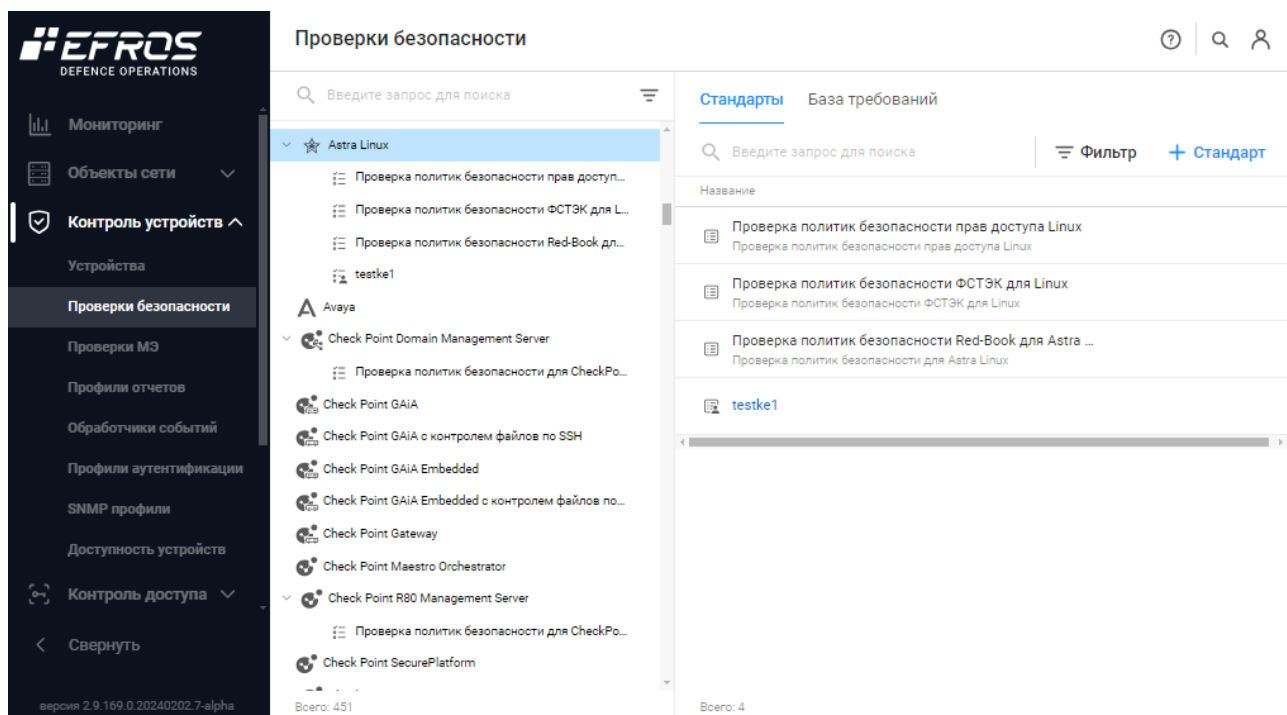 EFROS
DEFENCE OPERATIONS
Мониторинг
Объекты сети
Контроль устройств
Устройства
Проверки безопасности
Проверки МЭ
Профили отчетов
Обработчики событий
Профили аутентификации
SNMP профили
Доступность устройств
Контроль доступа
Свернуть
версия 2.9.169.0.20240202.7-alpha
Проверки безопасности
Введите запрос для поиска
Astra Linux
Проверка политик безопасности прав доступ...
Проверка политик безопасности ФСТЭК для L...
Проверка политик безопасности Red-Book дл...
testke1
Avaya
Check Point Domain Management Server
Проверка политик безопасности для CheckPo...
Check Point GAiA
Check Point GAiA с контролем файлов по SSH
Check Point GAiA Embedded
Check Point GAiA Embedded с контролем файлов по...
Check Point Gateway
Check Point Maestro Orchestrator
Check Point R80 Management Server
Проверка политик безопасности для CheckPo...
Check Point SecurePlatform
Всего: 451
Стандарты База требований
Введите запрос для поиска
Фильтр
+ Стандарт
Название
Проверка политик безопасности прав доступа Linux
Проверка политик безопасности прав доступа Linux
Проверка политик безопасности ФСТЭК для Linux
Проверка политик безопасности ФСТЭК для Linux
Проверка политик безопасности Red-Book для Astra ...
Проверка политик безопасности для Astra Linux
testke1
Всего: 4